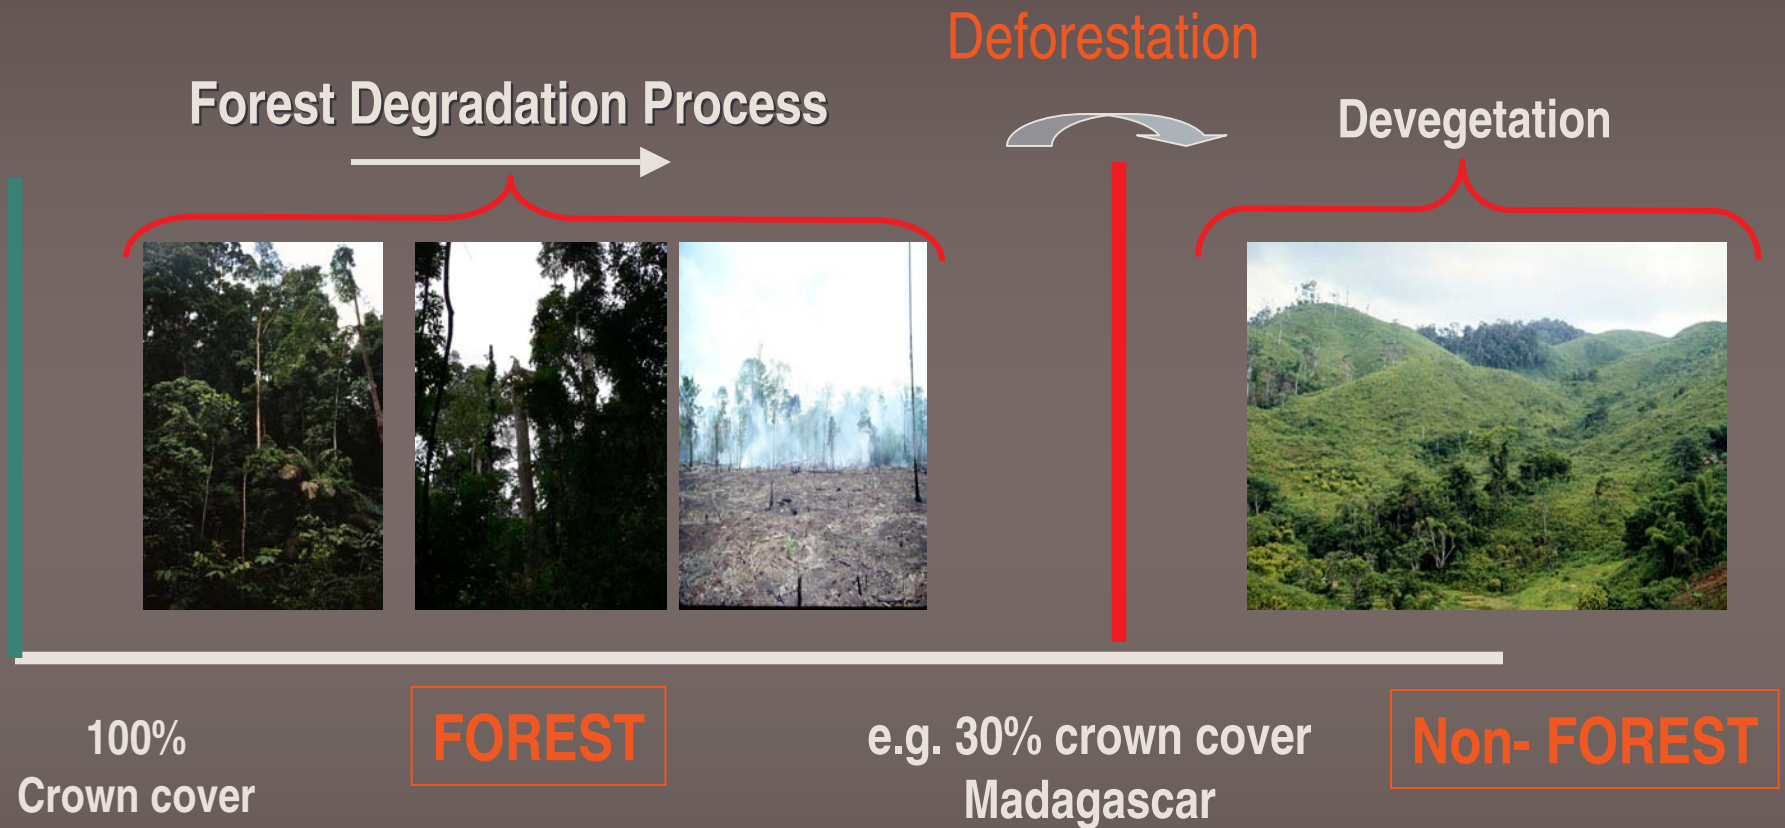 Deforestation
Forest Degradation Process
Devegetation
100%
Crown cover
FOREST
e.g. 30% crown cover
Madagascar
Non- FOREST